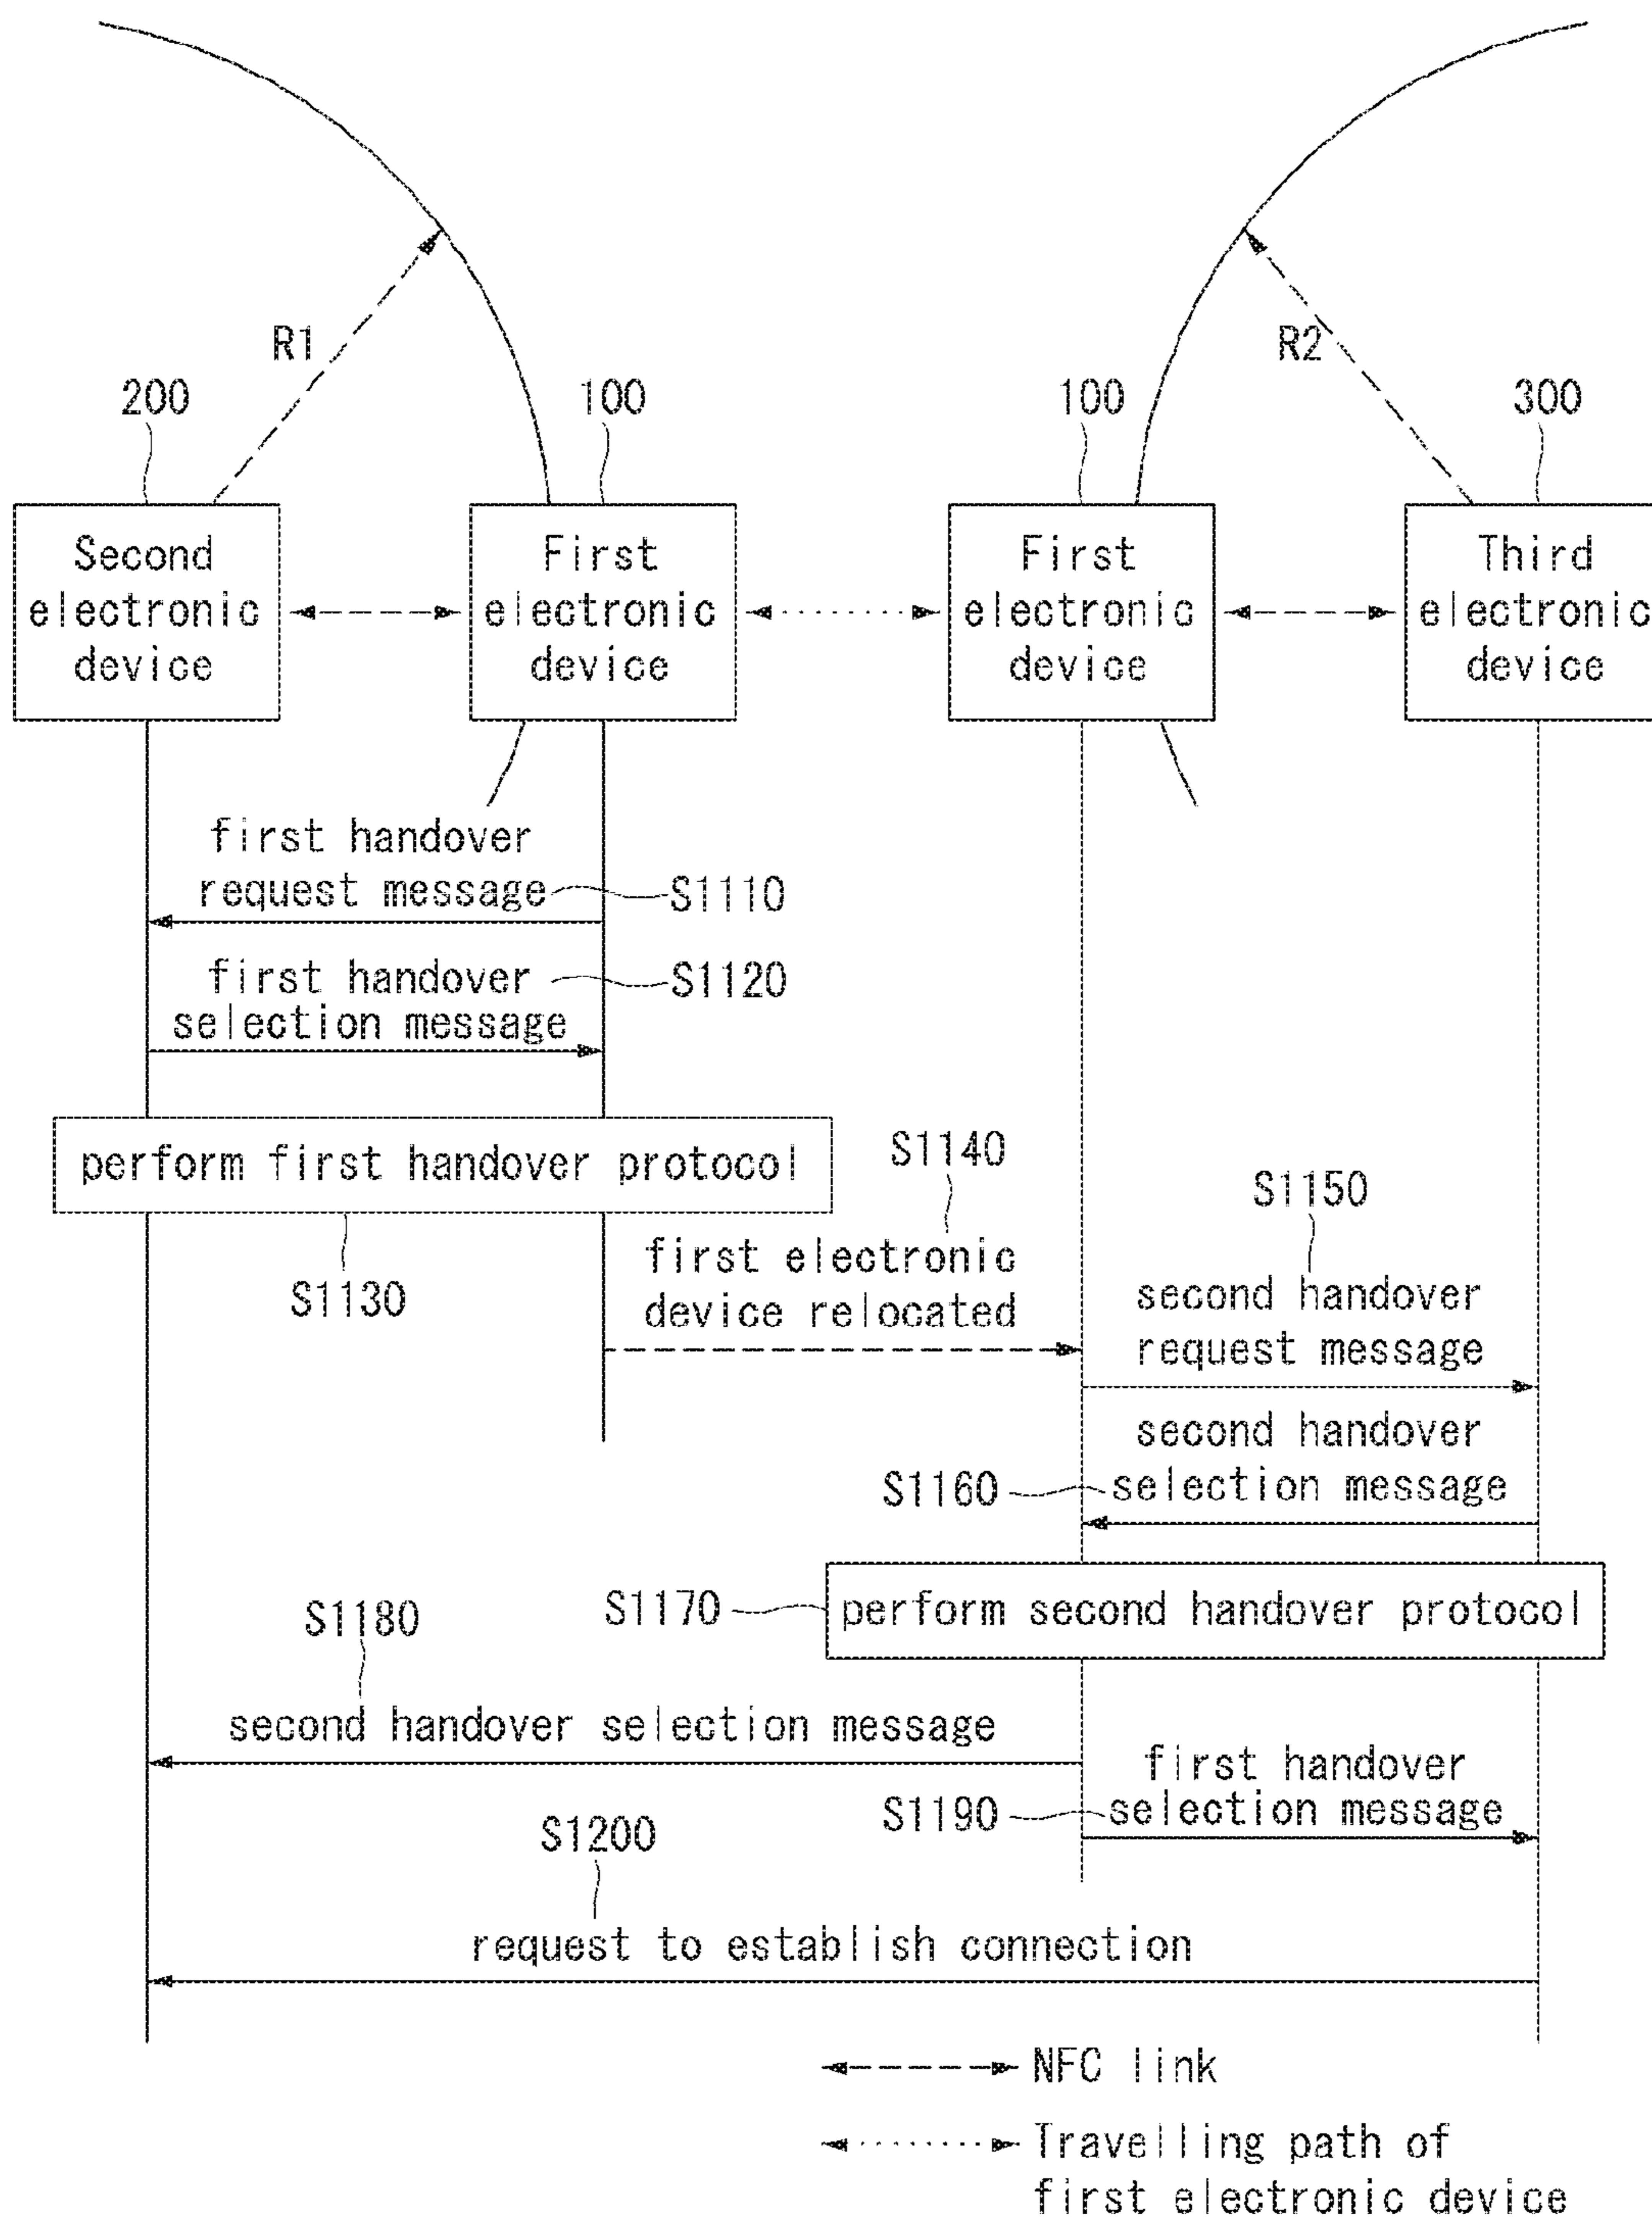 R1
R2
200
100
100
300
Second
electronic
device
First
electronic
device
First
electronic
device
Third
electronic
device
first handover
request message
S1110
first handover
selection message
S1120
perform first handover protocol
S1130
S1140
first electronic
device relocated
S1150
second handover
request message
second handover
selection message
S1160
S1170
perform second handover protocol
S1180
second handover selection message
first handover
selection message
S1190
S1200
request to establish connection
NFC link
Travelling path of
first electronic device